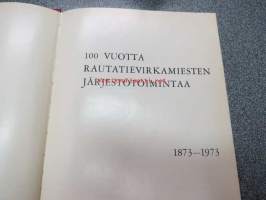 100 VUOTTA
RAUTATIEVIRKAMIESTEN
JÄRJESTÖTOIMINTAA
1873—1973